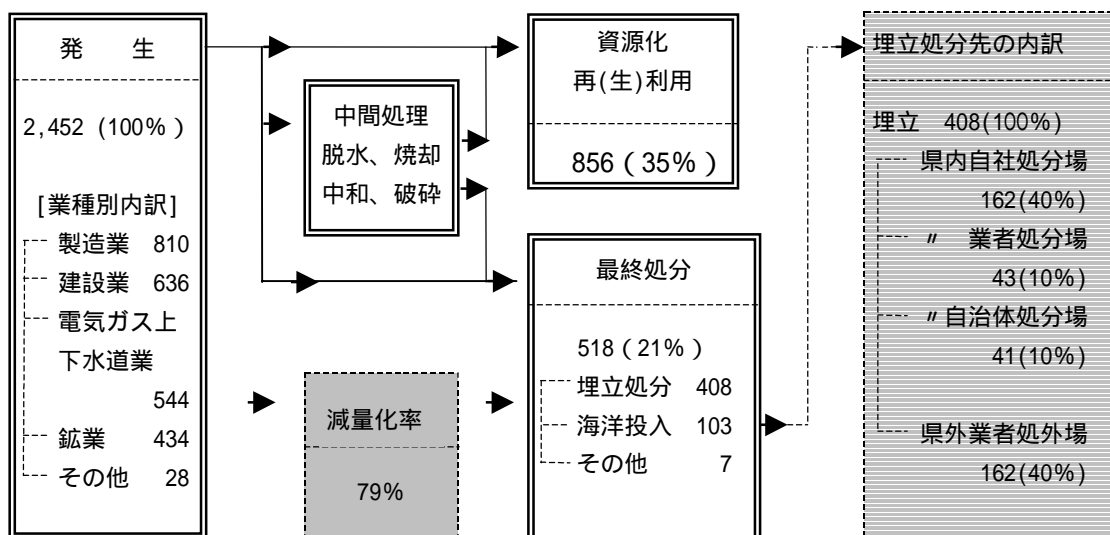 発　生
2,452 (100％)
[業種別内訳]
製造業 810
建設業 636
電気ガス上
下水道業
544
鉱業 434
その他 28
中間処理
脱水、焼却
中和、破砕
減量化率
79%
資源化
再(生)利用
856（35％）
最終処分
518（21％）
埋立処分 408
海洋投入 103
その他 7
埋立処分先の内訳
埋立 408(100%)
県内自社処分場
162(40%)
〃 業者処分場
43(10%)
〃自治体処分場
41(10%)
県外業者処外場
162(40%)